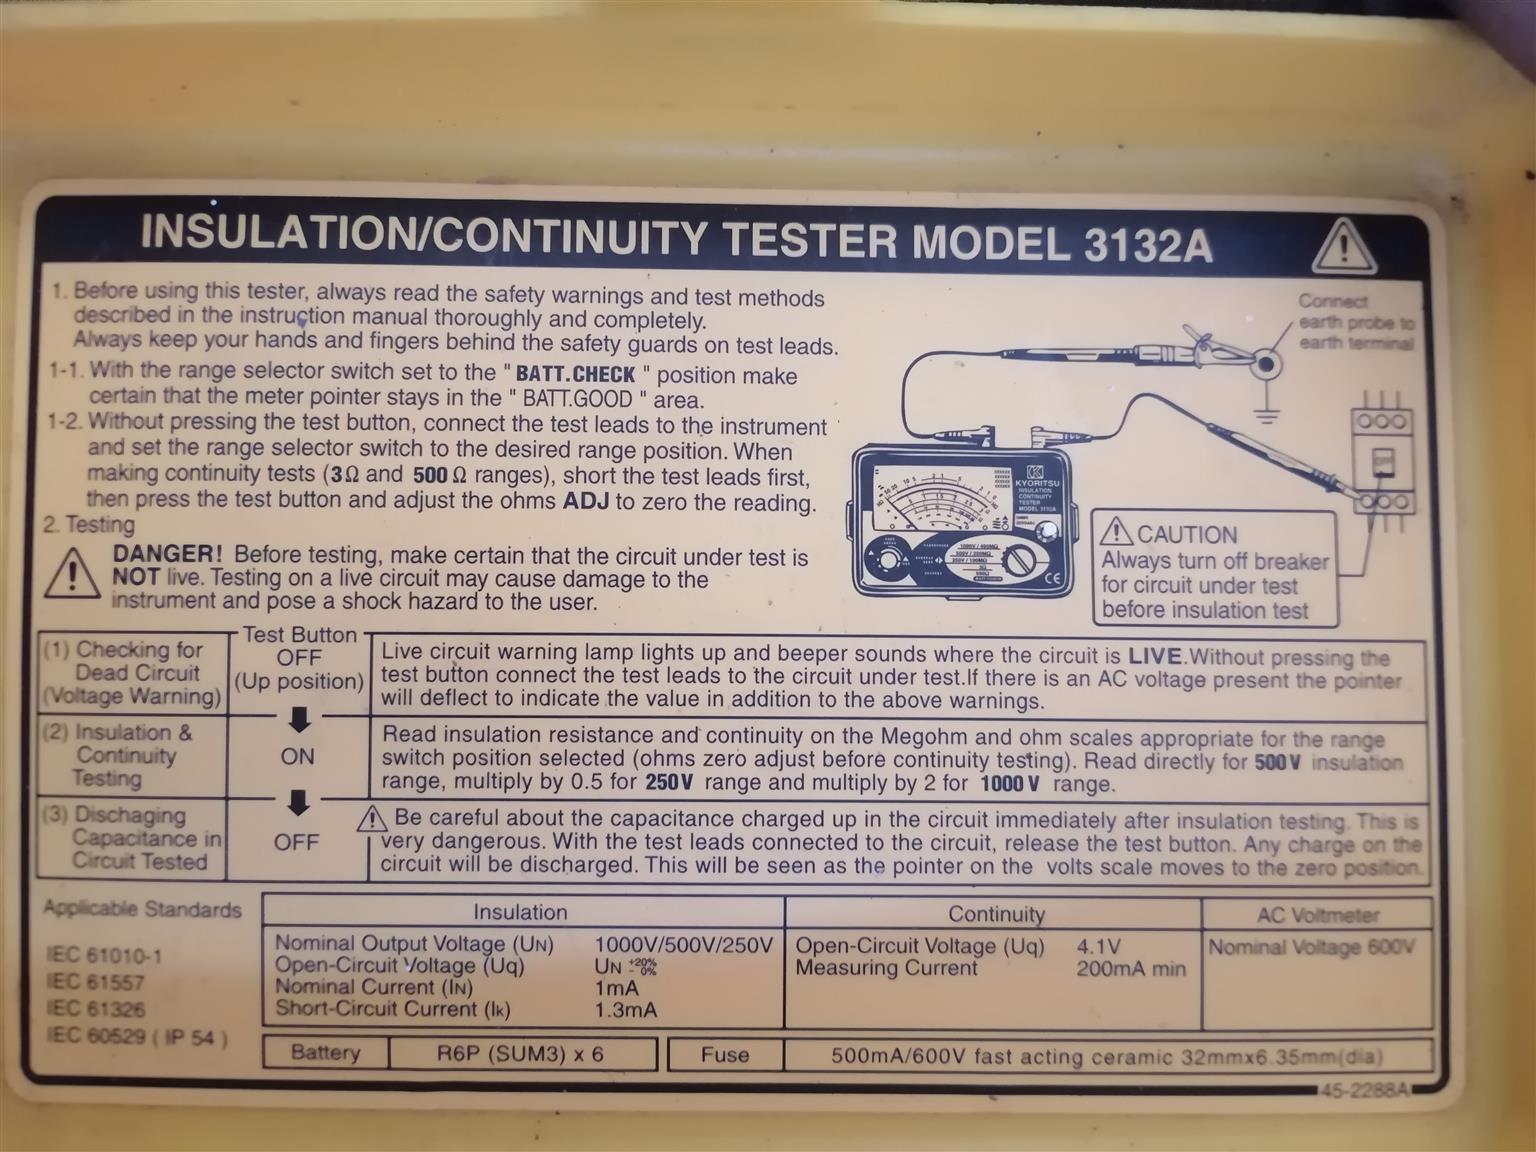 INSULATION/CONTINUITY TESTER MODEL 3132A
1. Before using this tester, always read the safety warnings and test methods
described in the instruction manual thoroughly and completely.
Always keep your hands and fingers behind the safety guards on test leads.
1-1. With the range selector switch set to the " BATT.CHECK " position make
certain that the meter pointer stays in the " BATT.GOOD " area.
1-2. Without pressing the test button, connect the test leads to the instrument
and set the range selector switch to the desired range position. When
making continuity tests (3Ω and 500 Ω ranges), short the test leads first,
then press the test button and adjust the ohms ADJ to zero the reading.
2. Testing
DANGER! Before testing, make certain that the circuit under test is
NOT live. Testing on a live circuit may cause damage to the
instrument and pose a shock hazard to the user.
Connect
earth probe to
earth terminal
KYORITSU
INSULATION
CONTINUITY
TESTER
MODEL 3132A
1000V / 400MΩ
500V / 200MΩ
250V / 100MΩ
3Ω
500Ω
CE
CAUTION
Always turn off breaker
for circuit under test
before insulation test
(1) Checking for
Dead Circuit
(Voltage Warning)
Test Button
OFF
(Up position)
Live circuit warning lamp lights up and beeper sounds where the circuit is LIVE.Without pressing the
test button connect the test leads to the circuit under test.If there is an AC voltage present the pointer
will deflect to indicate the value in addition to the above warnings.
(2) Insulation &
Continuity
Testing
ON
Read insulation resistance and continuity on the Megohm and ohm scales appropriate for the range
switch position selected (ohms zero adjust before continuity testing). Read directly for 500V insulation
range, multiply by 0.5 for 250V range and multiply by 2 for 1000V range.
(3) Dischaging
Capacitance in
Circuit Tested
OFF
Be careful about the capacitance charged up in the circuit immediately after insulation testing. This is
very dangerous. With the test leads connected to the circuit, release the test button. Any charge on the
circuit will be discharged. This will be seen as the pointer on the volts scale moves to the zero position.
Applicable Standards
IEC 61010-1
IEC 61557
IEC 61326
IEC 60529 ( IP 54 )
Insulation
Nominal Output Voltage (UN) 1000V/500V/250V
Open-Circuit Voltage (Uq) UN +20% -0%
Nominal Current (IN) 1mA
Short-Circuit Current (Ik) 1.3mA
Continuity
Open-Circuit Voltage (Uq) 4.1V
Measuring Current 200mA min
AC Voltmeter
Nominal Voltage 600V
Battery R6P (SUM3) x 6
Fuse 500mA/600V fast acting ceramic 32mmx6.35mm(dia)
45-2288A